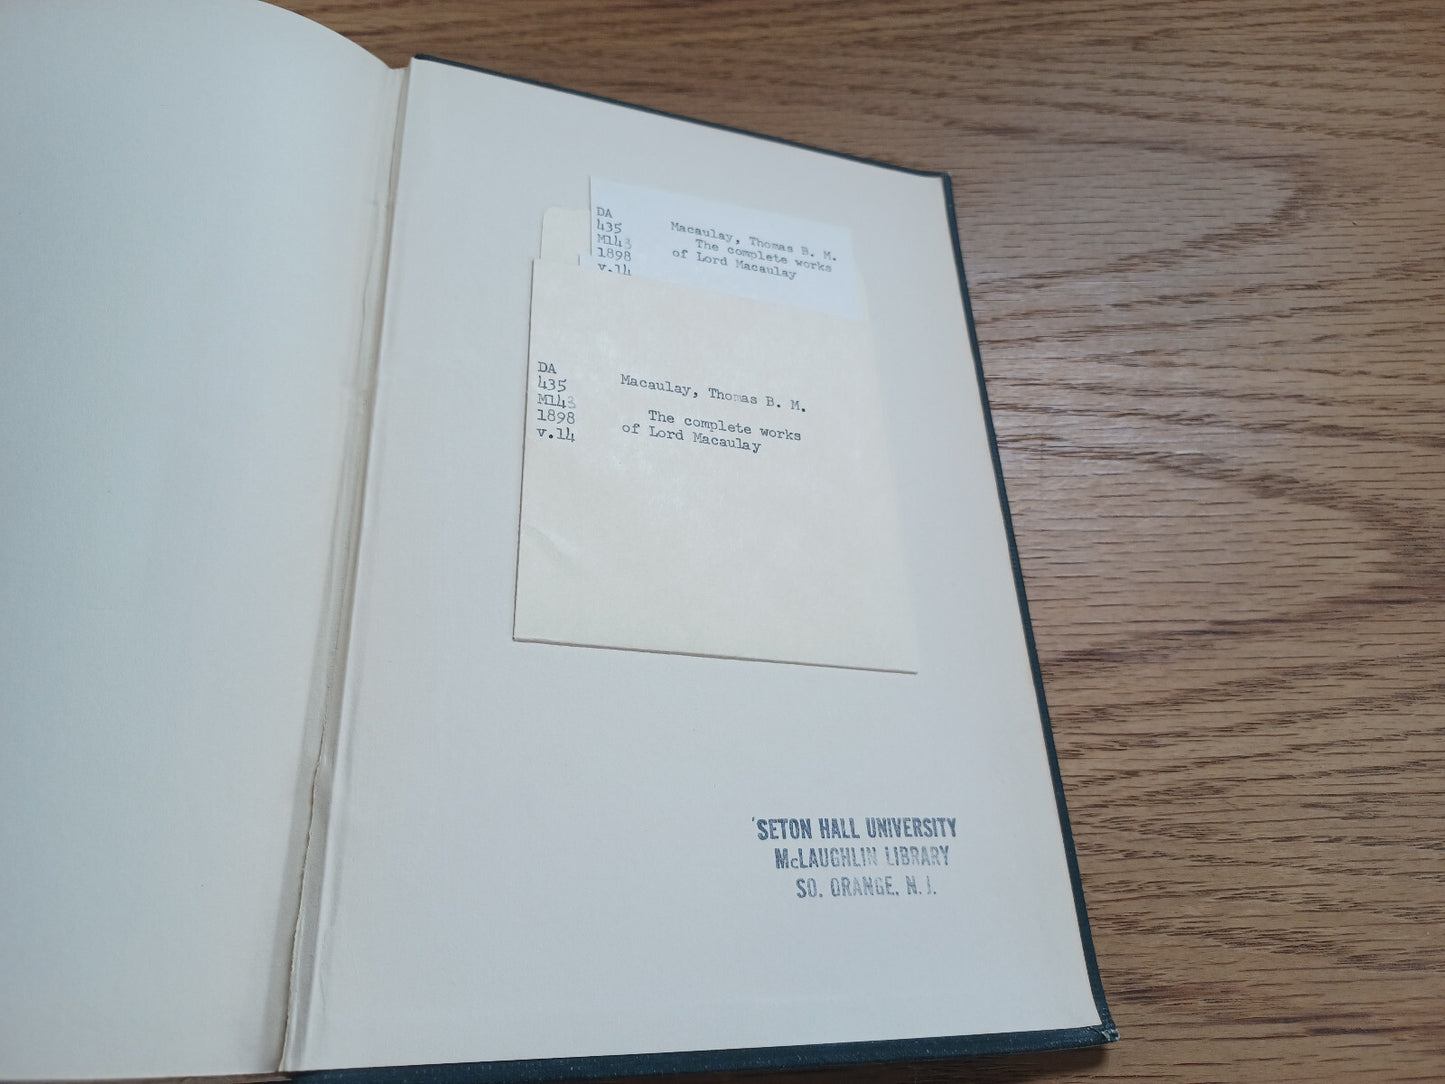 DA
435
M143
1898
v.14
Macaulay, Thomas B. M.
The complete works
of Lord Macaulay
DA
435
M143
1898
v.14
Macaulay, Thomas B. M.
The complete works
of Lord Macaulay
SETON HALL UNIVERSITY
McLAUGHLIN LIBRARY
SO. ORANGE, N. J.